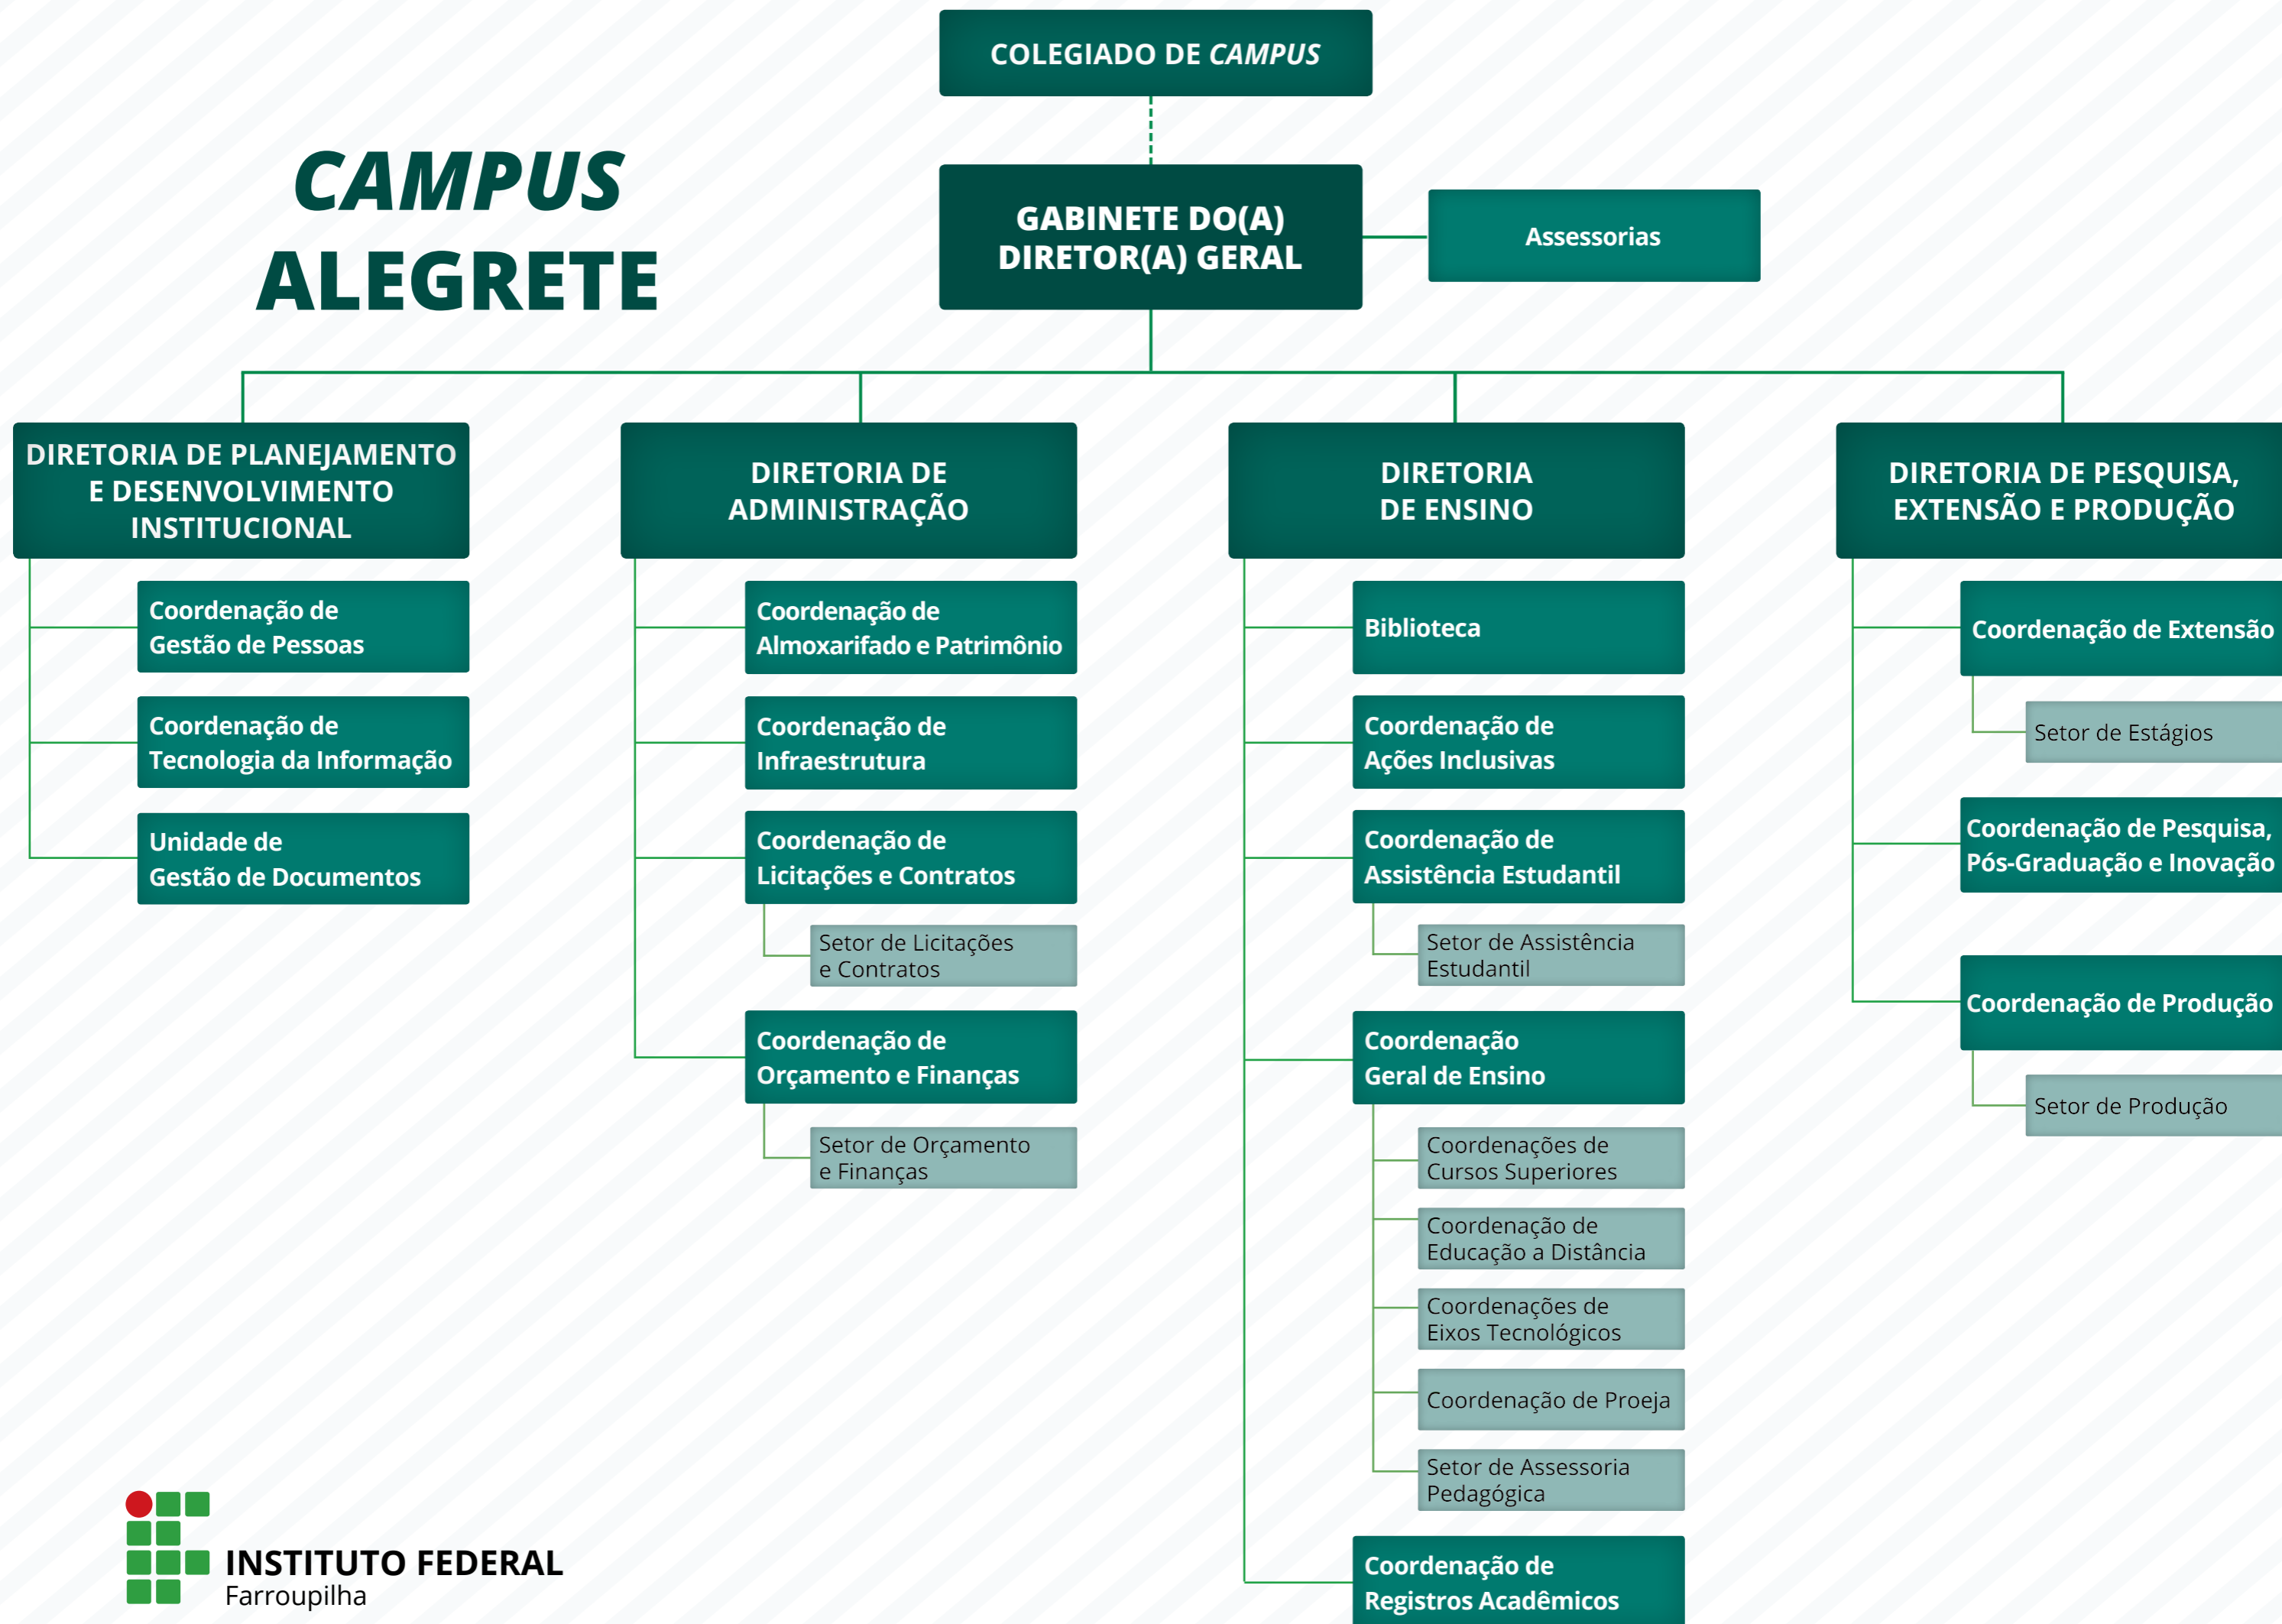 COLEGIADO DE CAMPUS
CAMPUS
ALEGRETE
GABINETE DO(A)
DIRETOR(A) GERAL
Assessorias
DIRETORIA DE PLANEJAMENTO
E DESENVOLVIMENTO
INSTITUCIONAL
Coordenação de
Gestão de Pessoas
Coordenação de
Tecnologia da Informação
Unidade de
Gestão de Documentos
DIRETORIA DE
ADMINISTRAÇÃO
Coordenação de
Almoxarifado e Patrimônio
Coordenação de
Infraestrutura
Coordenação de
Licitações e Contratos
Setor de Licitações
e Contratos
Coordenação de
Orçamento e Finanças
Setor de Orçamento
e Finanças
DIRETORIA
DE ENSINO
Biblioteca
Coordenação de
Ações Inclusivas
Coordenação de
Assistência Estudantil
Setor de Assistência
Estudantil
Coordenação
Geral de Ensino
Coordenações de
Cursos Superiores
Coordenação de
Educação a Distância
Coordenações de
Eixos Tecnológicos
Coordenação de Proeja
Setor de Assessoria
Pedagógica
Coordenação de
Registros Acadêmicos
DIRETORIA DE PESQUISA,
EXTENSÃO E PRODUÇÃO
Coordenação de Extensão
Setor de Estágios
Coordenação de Pesquisa,
Pós-Graduação e Inovação
Coordenação de Produção
Setor de Produção
INSTITUTO FEDERAL
Farroupilha